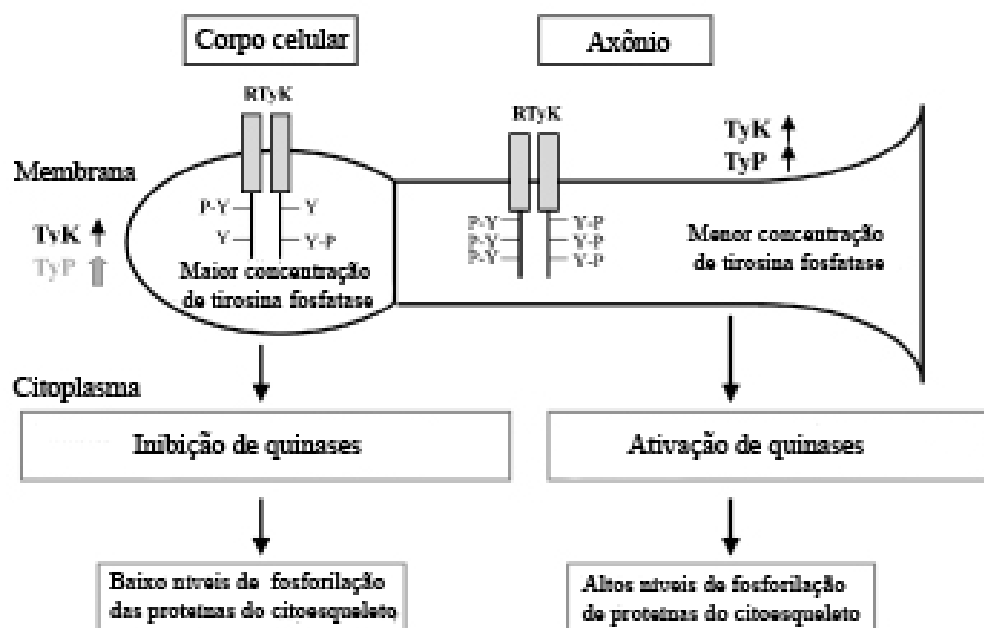 Corpo celular
Axônio
RTyK
RTyK
TyK
TyP
Membrana
P-Y
Y
Y
Y-P
TyK
TyP
P-Y
P-Y
P-Y
Y-P
Y-P
Y-P
Maior concentração
de tirosina fosfatase
Menor concentração
de tirosina fosfatase
Citoplasma
Inibição de quinases
Ativação de quinases
Baixo níveis de fosforilação
das proteínas do citoesqueleto
Altos níveis de fosforilação
de proteínas do citoesqueleto